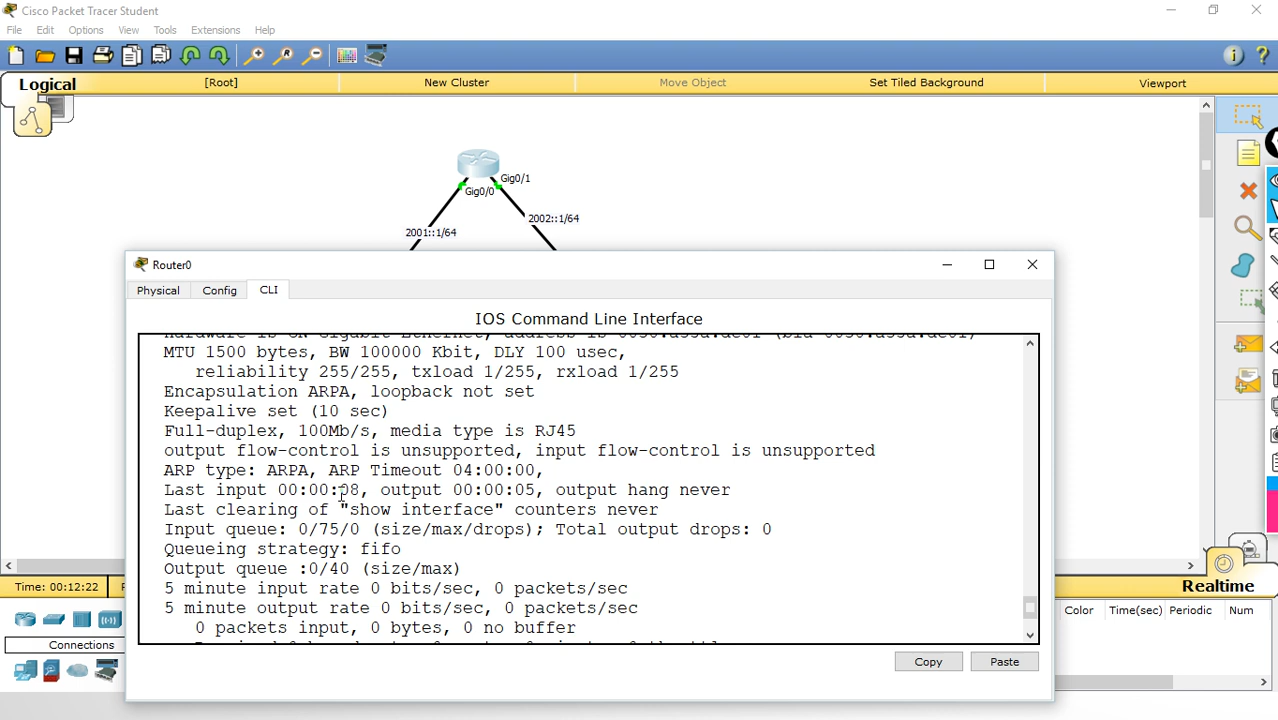 Cisco Packet Tracer Student
File Edit Options View Tools Extensions Help
Logical [Root] New Cluster Move Object Set Tiled Background Viewport
Gig0/1
Gig0/0
2002::1/64
2001::1/64
Router0
Physical Config CLI
IOS Command Line Interface
MTU 1500 bytes, BW 100000 Kbit, DLY 100 usec,
reliability 255/255, txload 1/255, rxload 1/255
Encapsulation ARPA, loopback not set
Keepalive set (10 sec)
Full-duplex, 100Mb/s, media type is RJ45
output flow-control is unsupported, input flow-control is unsupported
ARP type: ARPA, ARP Timeout 04:00:00,
Last input 00:00:08, output 00:00:05, output hang never
Last clearing of "show interface" counters never
Input queue: 0/75/0 (size/max/drops); Total output drops: 0
Queueing strategy: fifo
Output queue :0/40 (size/max)
5 minute input rate 0 bits/sec, 0 packets/sec
5 minute output rate 0 bits/sec, 0 packets/sec
0 packets input, 0 bytes, 0 no buffer
Copy Paste
Time: 00:12:22
Realtime
Color Time(sec) Periodic Num
Connections